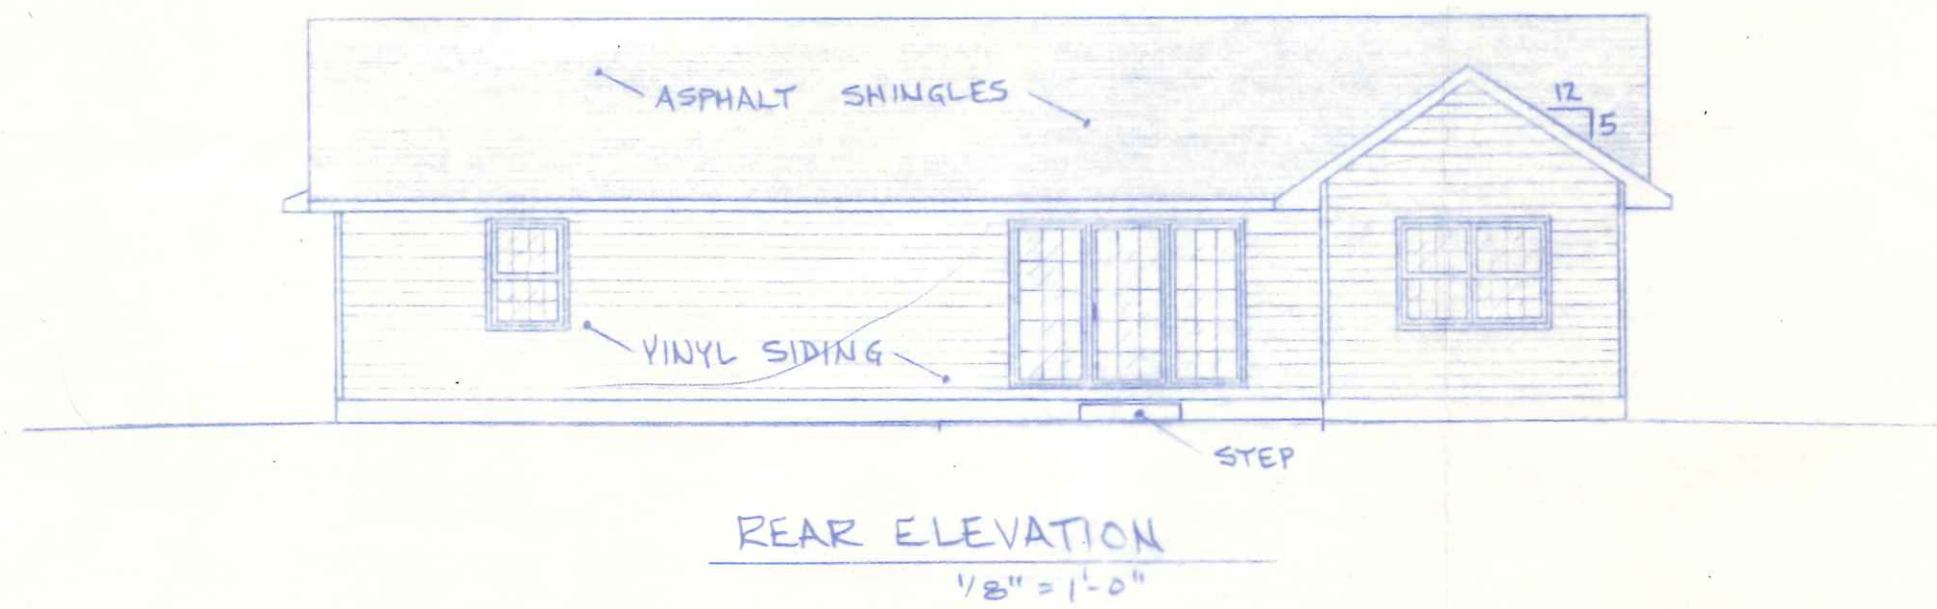 ASPHALT SHINGLES
12
5
VINYL SIDING
STEP
REAR ELEVATION
1/8" = 1'-0"